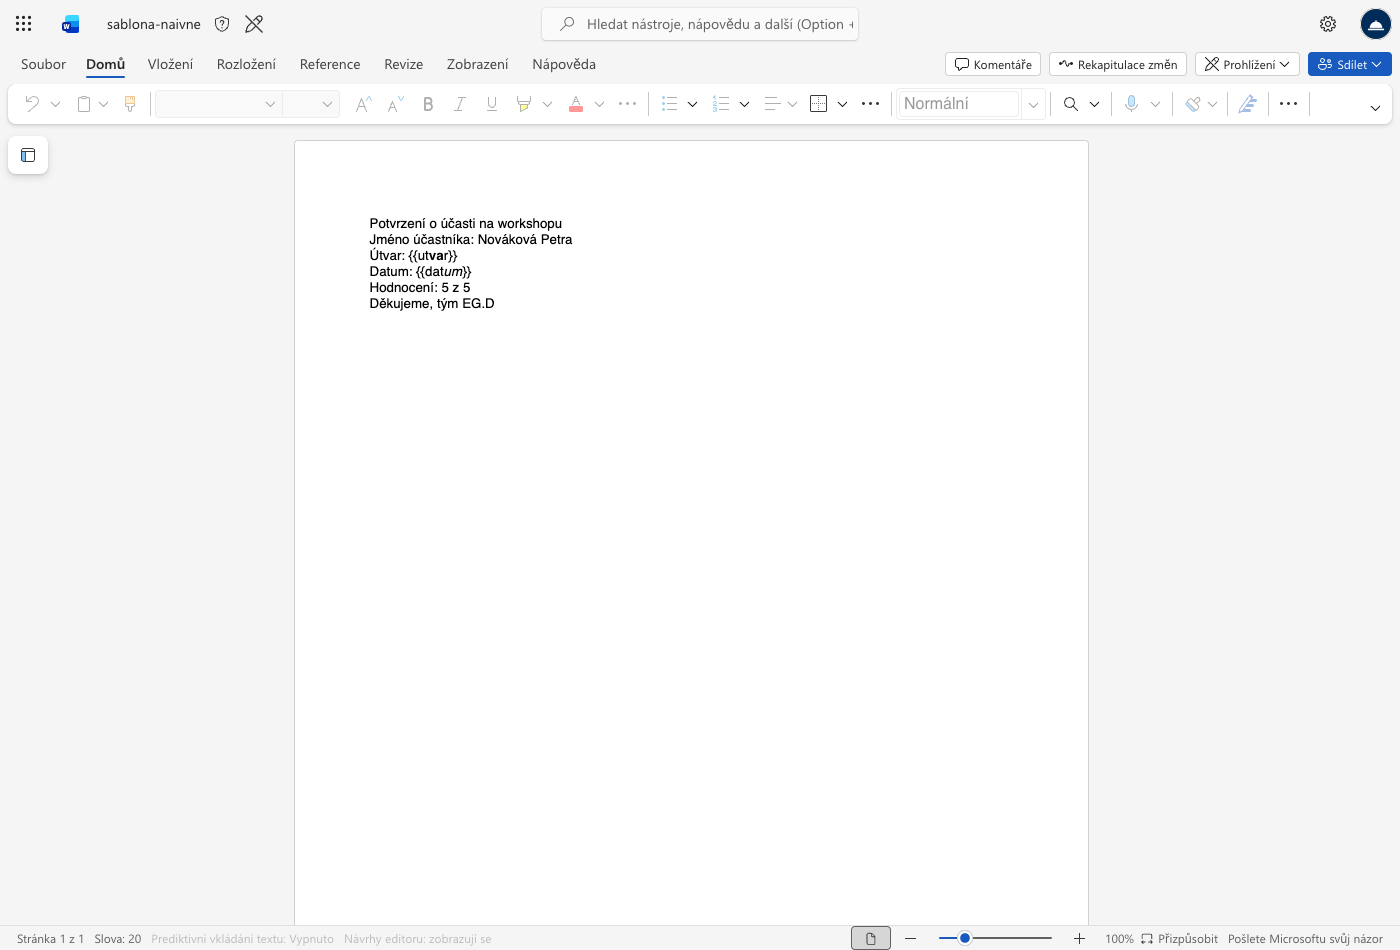 sablona-naivne
Hledat nástroje, nápovědu a další (Option +
Soubor Domů Vložení Rozložení Reference Revize Zobrazení Nápověda
Komentáře Rekapitulace změn Prohlížení Sdílet
Normální
Potvrzení o účasti na workshopu
Jméno účastníka: Nováková Petra
Útvar: {{utvar}}
Datum: {{datum}}
Hodnocení: 5 z 5
Děkujeme, tým EG.D
Stránka 1 z 1 Slova: 20 Prediktivní vkládání textu: Vypnuto Návrhy editoru: zobrazují se 100% Přizpůsobit Pošlete Microsoftu svůj názor